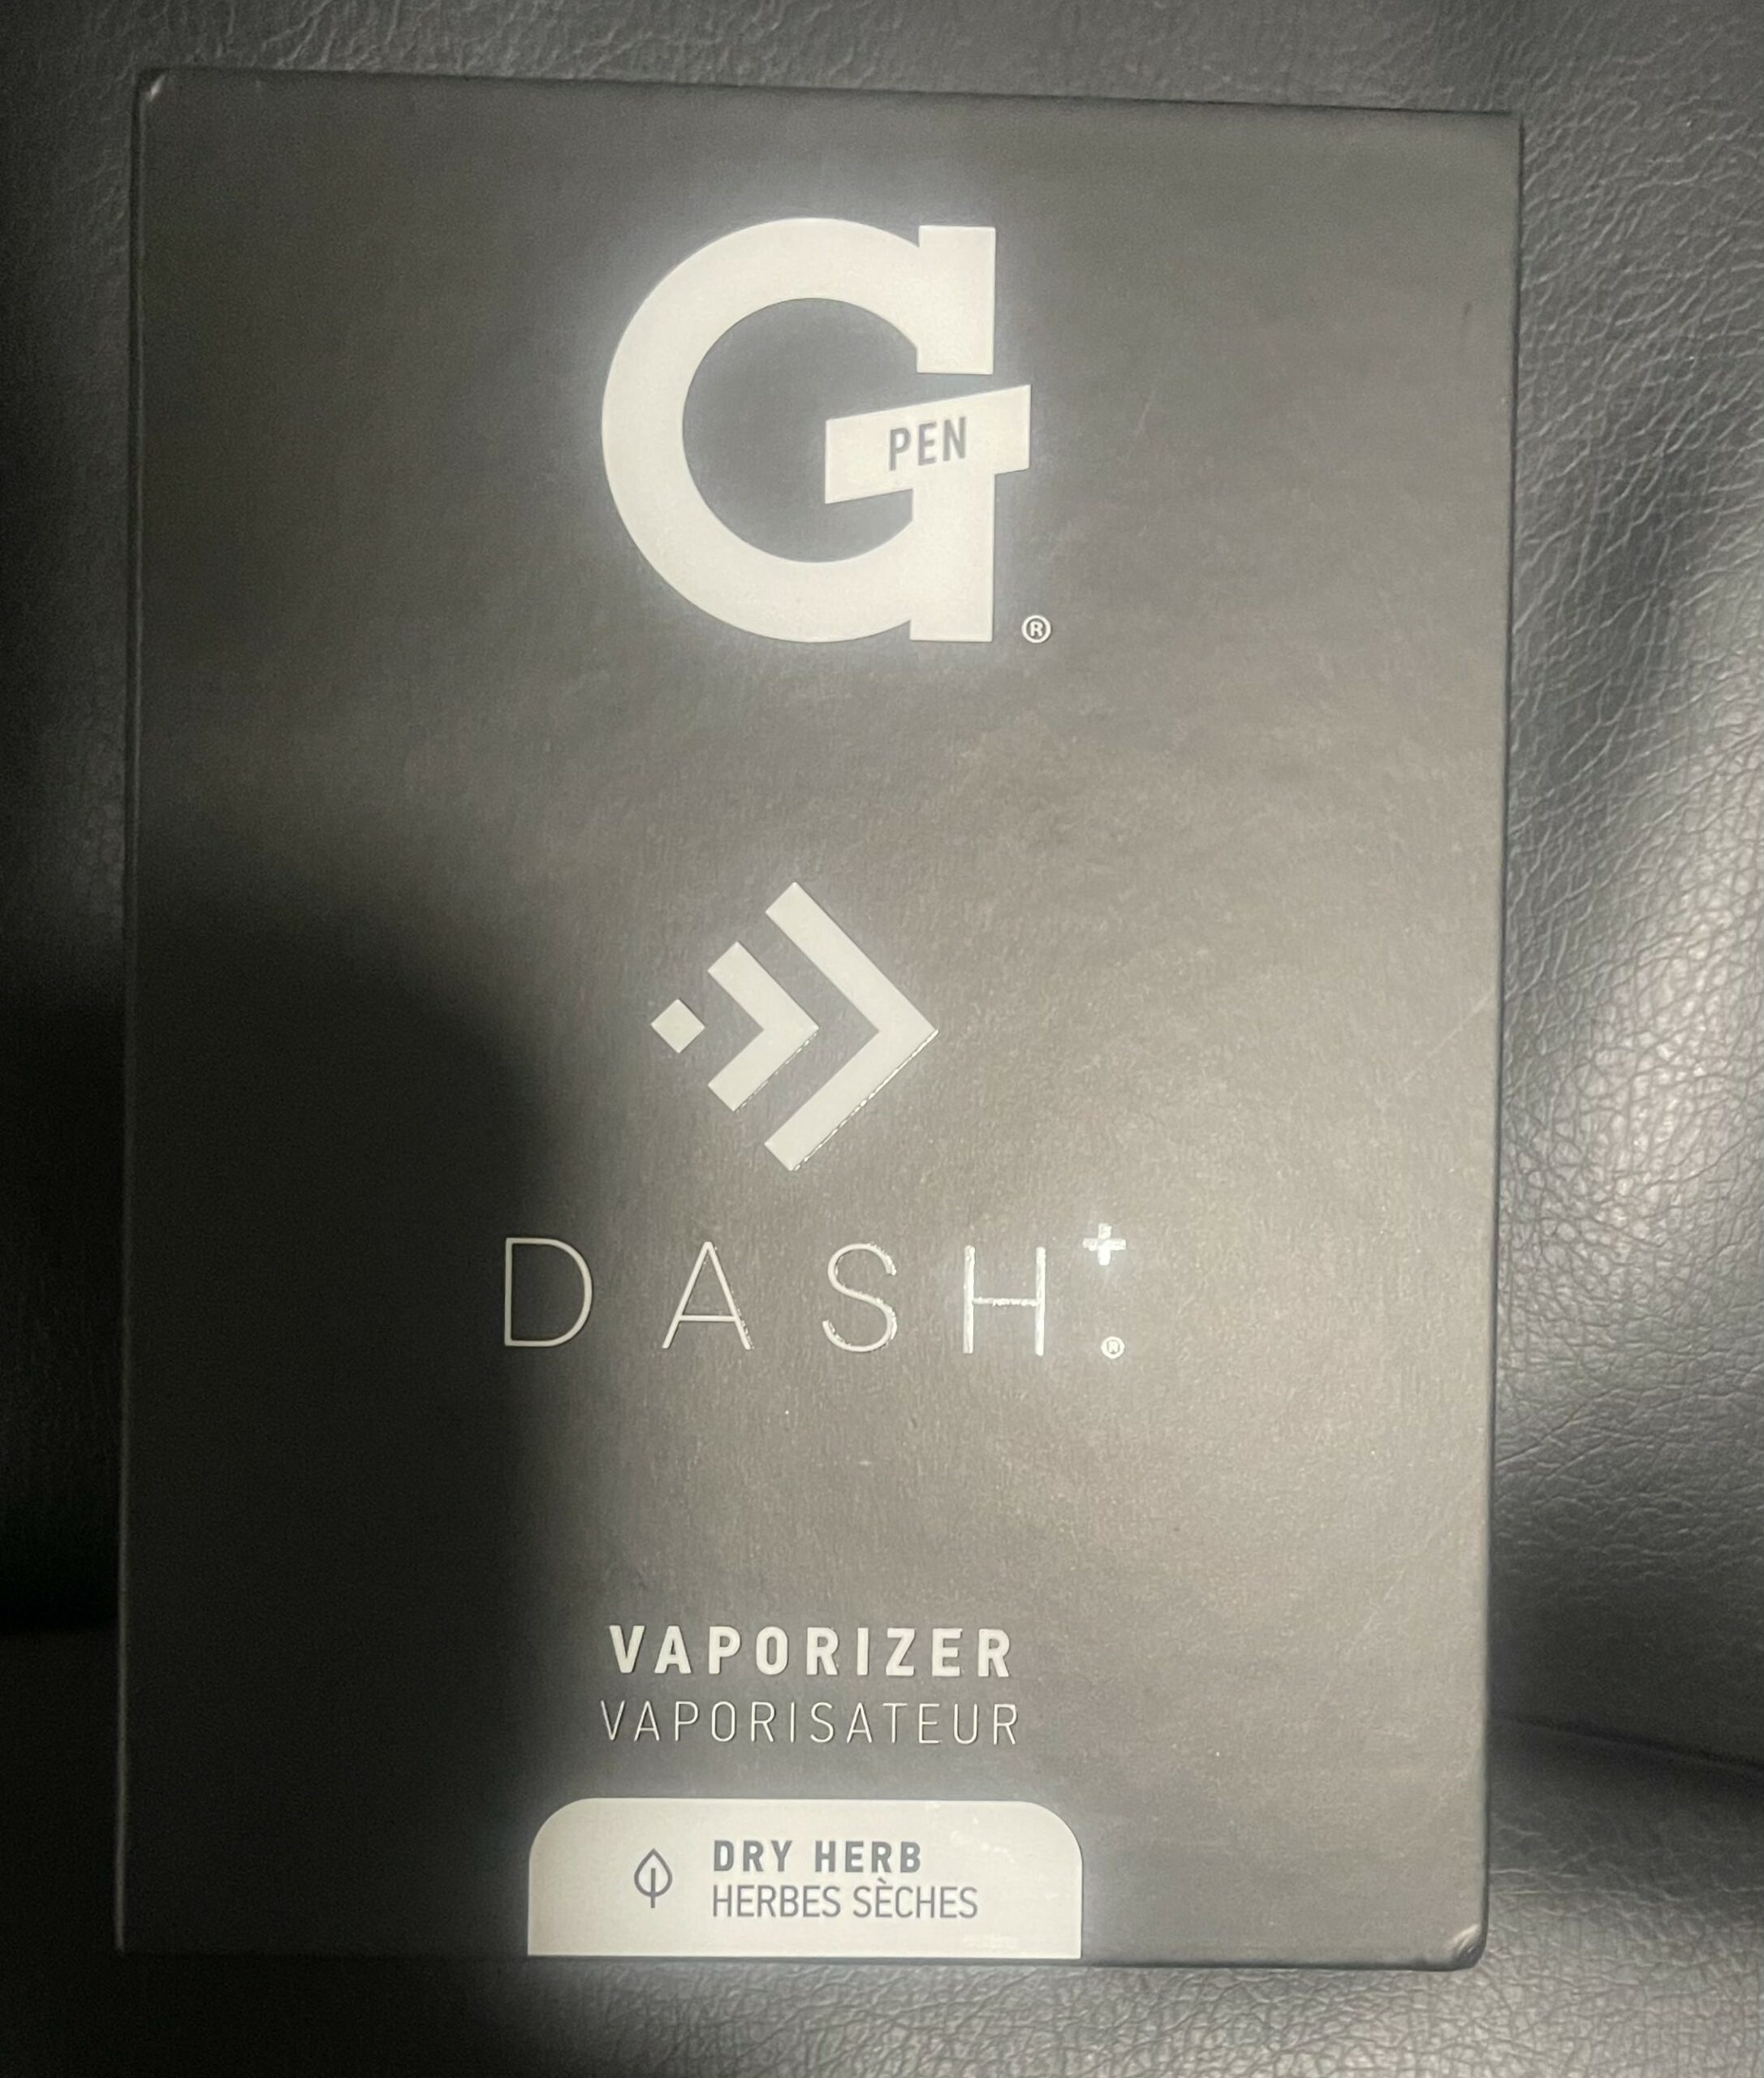 G PEN ®
DASH+ ®
VAPORIZER
VAPORISATEUR
DRY HERB
HERBES SÈCHES